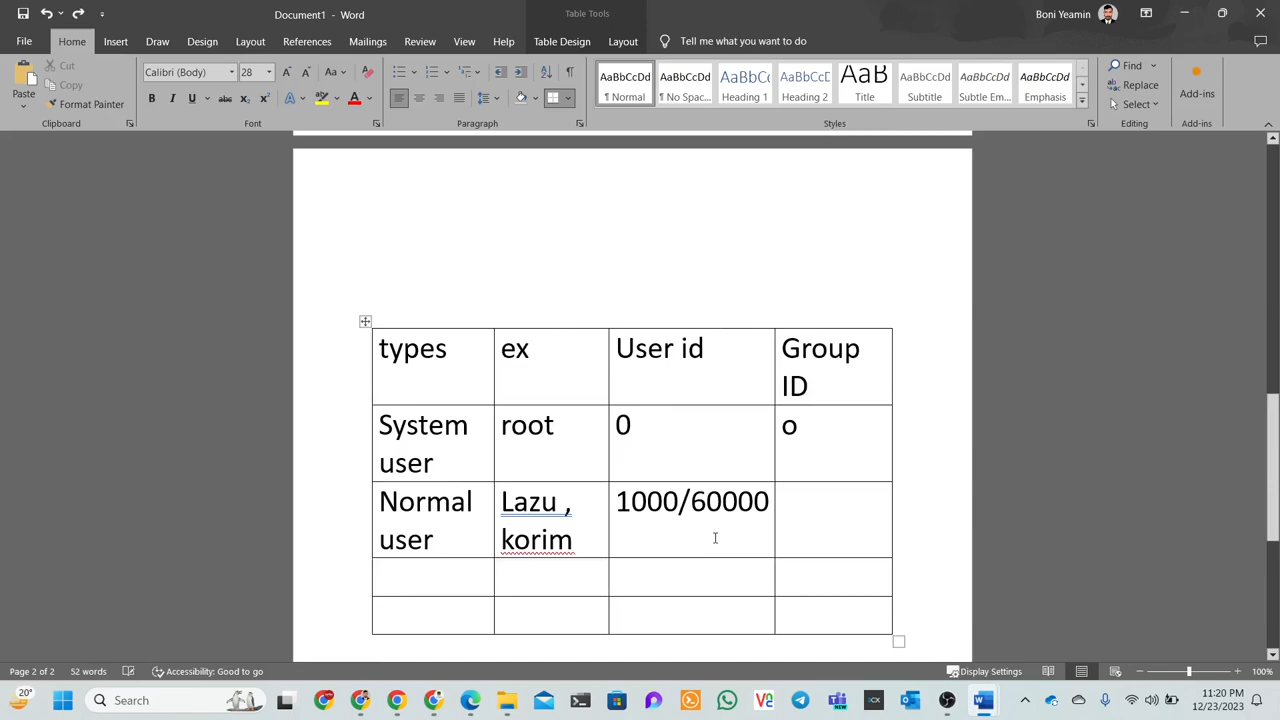 Document1 - Word
Table Tools
Boni Yeamin
File Home Insert Draw Design Layout References Mailings Review View Help Table Design Layout Tell me what you want to do
Paste
Cut
Copy
Format Painter
Clipboard
Calibri (Body) 28
Font
Paragraph
AaBbCcDd AaBbCcDd AaBbCc AaBbCcE AaB AaBbCcD AaBbCcDd AaBbCcDd
¶ Normal ¶ No Spac... Heading 1 Heading 2 Title Subtitle Subtle Em... Emphasis
Styles
Find
Replace
Select
Editing
Add-ins
Add-ins
types ex User id Group
ID
System root 0 o
user
Normal Lazu , 1000/60000
user korim
Page 2 of 2 52 words Accessibility: Good to go Display Settings 100%
20°
Search
NEW
11:20 PM
12/23/2023